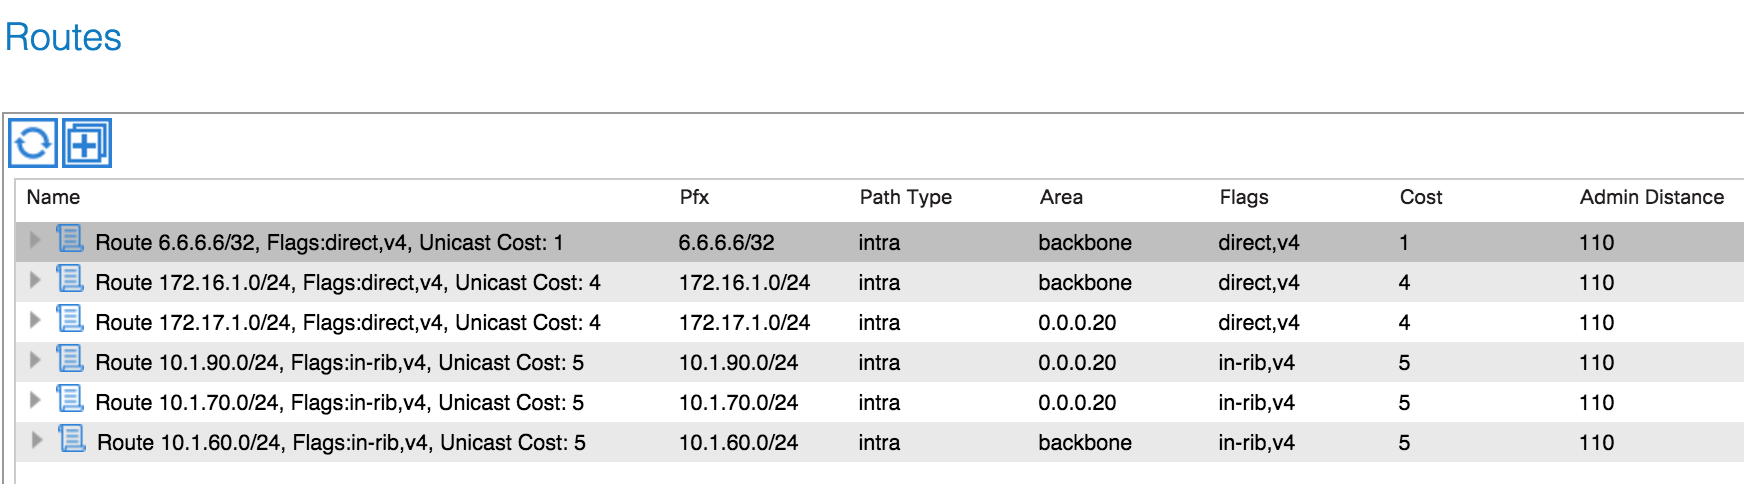 Routes
Name Pfx Path Type Area Flags Cost Admin Distance
Route 6.6.6.6/32, Flags:direct,v4, Unicast Cost: 1 6.6.6.6/32 intra backbone direct,v4 1 110
Route 172.16.1.0/24, Flags:direct,v4, Unicast Cost: 4 172.16.1.0/24 intra backbone direct,v4 4 110
Route 172.17.1.0/24, Flags:direct,v4, Unicast Cost: 4 172.17.1.0/24 intra 0.0.0.20 direct,v4 4 110
Route 10.1.90.0/24, Flags:in-rib,v4, Unicast Cost: 5 10.1.90.0/24 intra 0.0.0.20 in-rib,v4 5 110
Route 10.1.70.0/24, Flags:in-rib,v4, Unicast Cost: 5 10.1.70.0/24 intra 0.0.0.20 in-rib,v4 5 110
Route 10.1.60.0/24, Flags:in-rib,v4, Unicast Cost: 5 10.1.60.0/24 intra backbone in-rib,v4 5 110